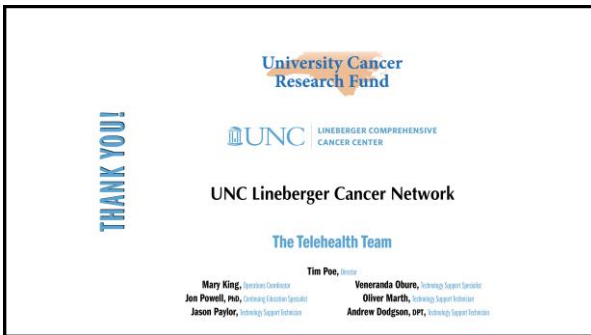 THANK YOU!
University Cancer
Research Fund
UNC LINEBERGER COMPREHENSIVE
CANCER CENTER
UNC Lineberger Cancer Network
The Telehealth Team
Tim Poe, Director
Mary King, Operations Coordinator
Veneranda Obure, Technology Support Specialist
Jon Powell, PhD, Continuing Education Specialist
Oliver Marth, Technology Support Technician
Jason Paylor, Technology Support Technician
Andrew Dodgson, DPT, Technology Support Technician